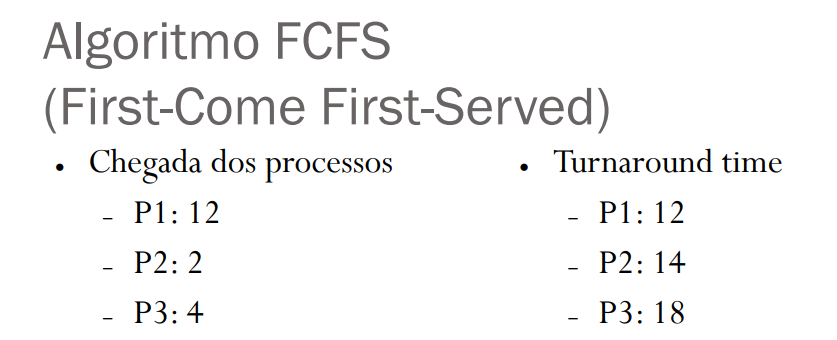 Algoritmo FCFS
(First-Come First-Served)
• Chegada dos processos
– P1: 12
– P2: 2
– P3: 4
• Turnaround time
– P1: 12
– P2: 14
– P3: 18